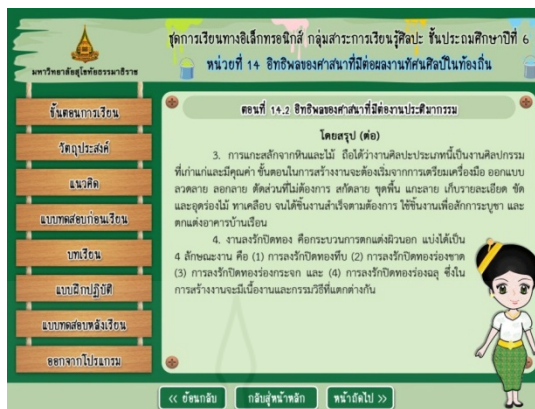 ชุดการเรียนทางอิเล็กทรอนิกส์ กลุ่มสาระการเรียนรู้ศิลปะ ชั้นประถมศึกษาปีที่ 6
หน่วยที่ 14 อิทธิพลของศาสนาที่มีต่อผลงานทัศนศิลป์ในท้องถิ่น
มหาวิทยาลัยสุโขทัยธรรมาธิราช
ขั้นตอนการเรียน
วัตถุประสงค์
แนวคิด
แบบทดสอบก่อนเรียน
บทเรียน
แบบฝึกปฏิบัติ
แบบทดสอบหลังเรียน
ออกจากโปรแกรม
ตอนที่ 14.2 อิทธิพลของศาสนาที่มีต่องานประติมากรรม
โดยสรุป (ต่อ)
3. การแกะสลักจากหินและไม้ ถือได้ว่างานศิลปะประเภทนี้เป็นงานศิลปกรรม
ที่เก่าแก่และมีคุณค่า ขั้นตอนในการสร้างงานจะต้องเริ่มจากการเตรียมเครื่องมือ ออกแบบ
ลวดลาย ลอกลาย ตัดส่วนที่ไม่ต้องการ สกัดลาย ขุดพื้น แกะลาย เก็บรายละเอียด ขัด
และอุดร่องไม้ ทาเคลือบ จนได้ชิ้นงานสำเร็จตามต้องการ ใช้ชิ้นงานเพื่อสักการะบูชา และ
ตกแต่งอาคารบ้านเรือน
4. งานลงรักปิดทอง คือกระบวนการตกแต่งผิวนอก แบ่งได้เป็น
4 ลักษณะงาน คือ (1) การลงรักปิดทองทึบ (2) การลงรักปิดทองร่องชาด
(3) การลงรักปิดทองร่องกระจก และ (4) การลงรักปิดทองร่องฉลุ ซึ่งใน
การสร้างงานจะมีเนื้องานและกรรมวิธีที่แตกต่างกัน
<< ย้อนกลับ
กลับสู่หน้าหลัก
หน้าถัดไป >>